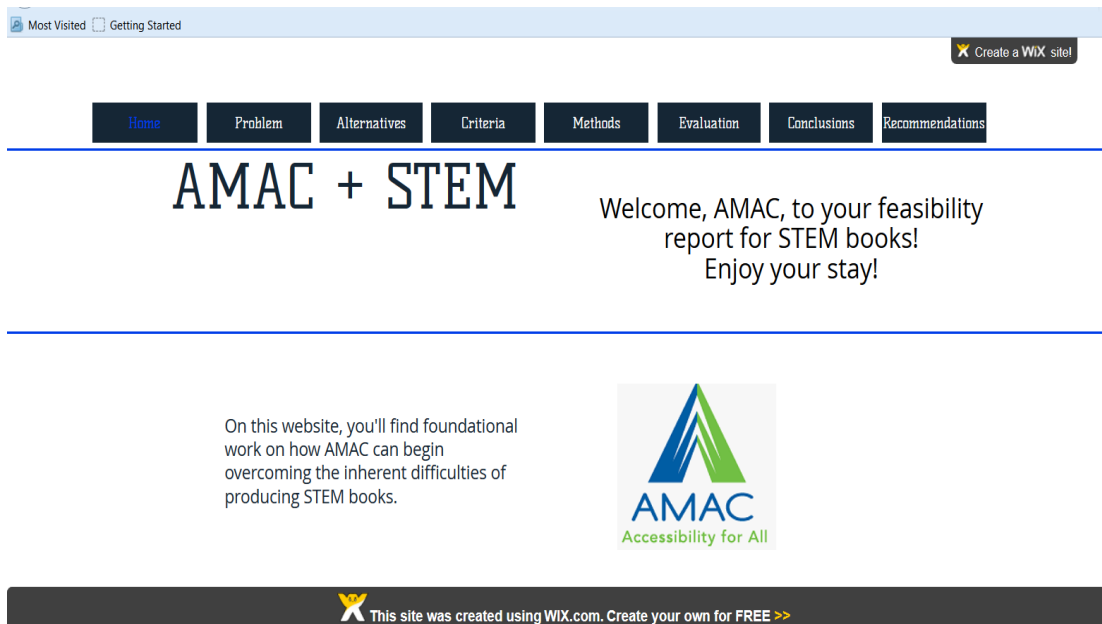 Most Visited Getting Started
Create a WiX site!
Home Problem Alternatives Criteria Methods Evaluation Conclusions Recommendations
AMAC + STEM
Welcome, AMAC, to your feasibility
report for STEM books!
Enjoy your stay!
On this website, you'll find foundational
work on how AMAC can begin
overcoming the inherent difficulties of
producing STEM books.
AMAC
Accessibility for All
This site was created using WIX.com. Create your own for FREE >>